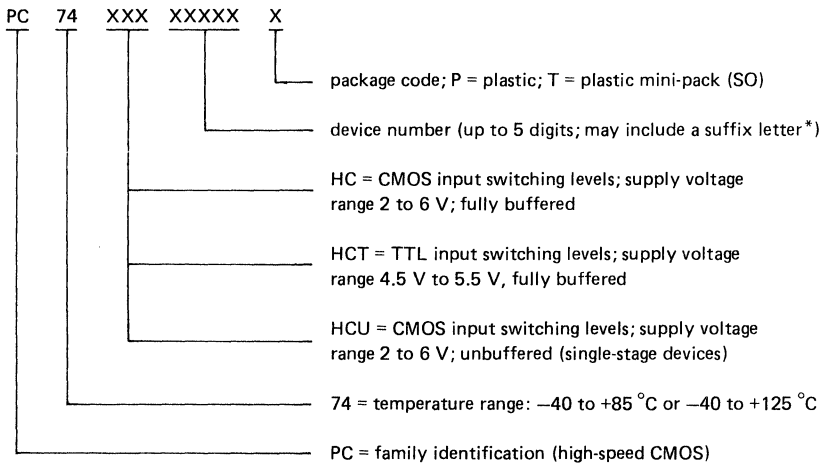 PC 74 XXX XXXXX X
package code; P = plastic; T = plastic mini-pack (SO)
device number (up to 5 digits; may include a suffix letter*)
HC = CMOS input switching levels; supply voltage
range 2 to 6 V; fully buffered
HCT = TTL input switching levels; supply voltage
range 4.5 V to 5.5 V, fully buffered
HCU = CMOS input switching levels; supply voltage
range 2 to 6 V; unbuffered (single-stage devices)
74 = temperature range: —40 to +85 °C or —40 to +125 °C
PC = family identification (high-speed CMOS)